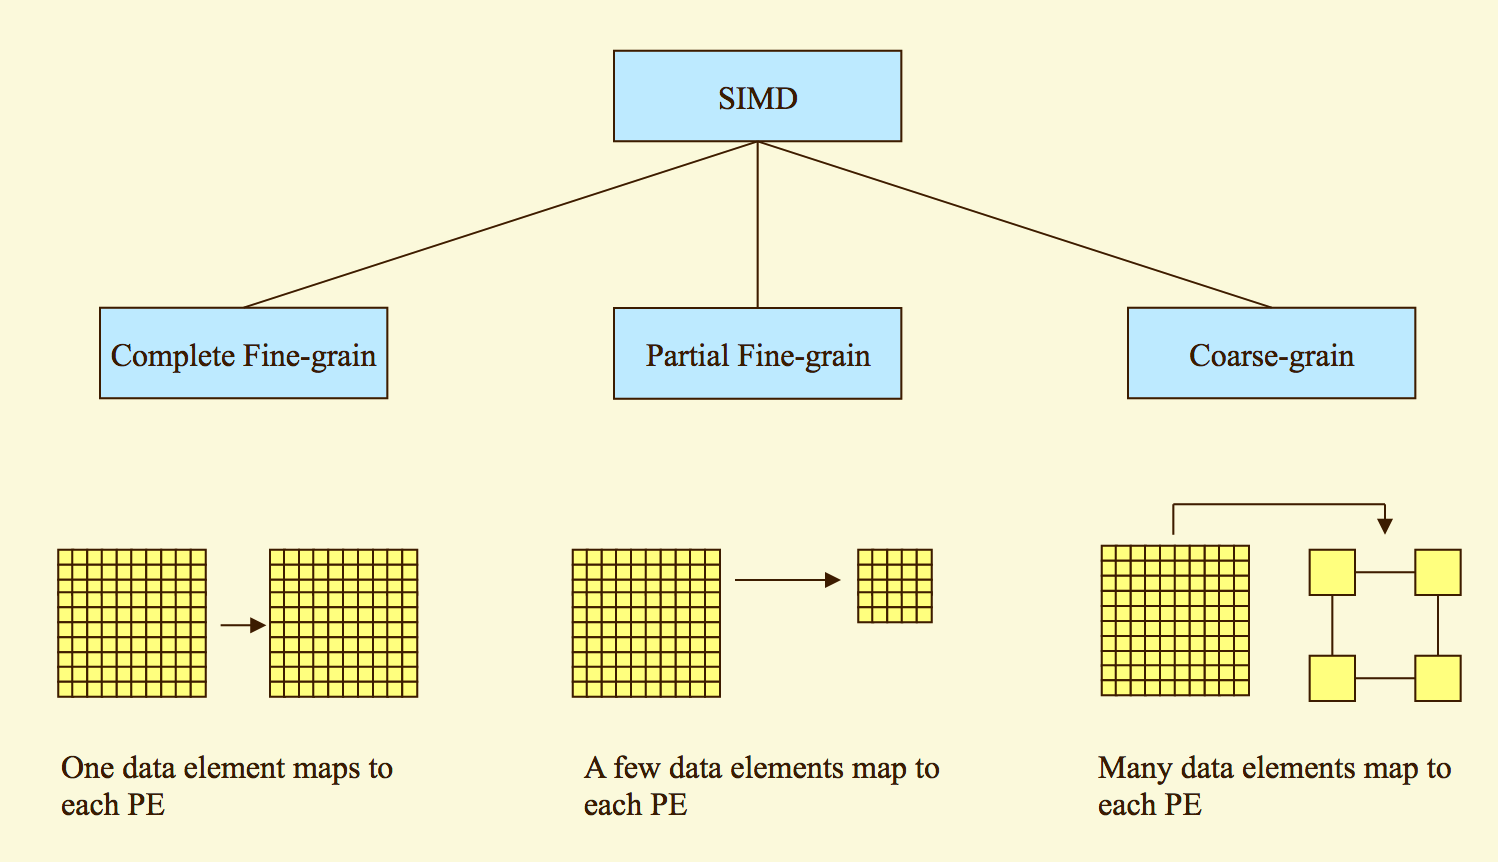 SIMD
Complete Fine-grain
Partial Fine-grain
Coarse-grain
One data element maps to
each PE
A few data elements map to
each PE
Many data elements map to
each PE